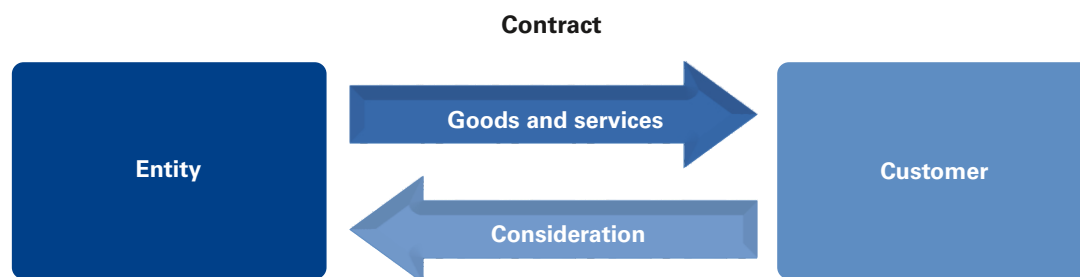 Contract
Goods and services
Entity
Customer
Consideration